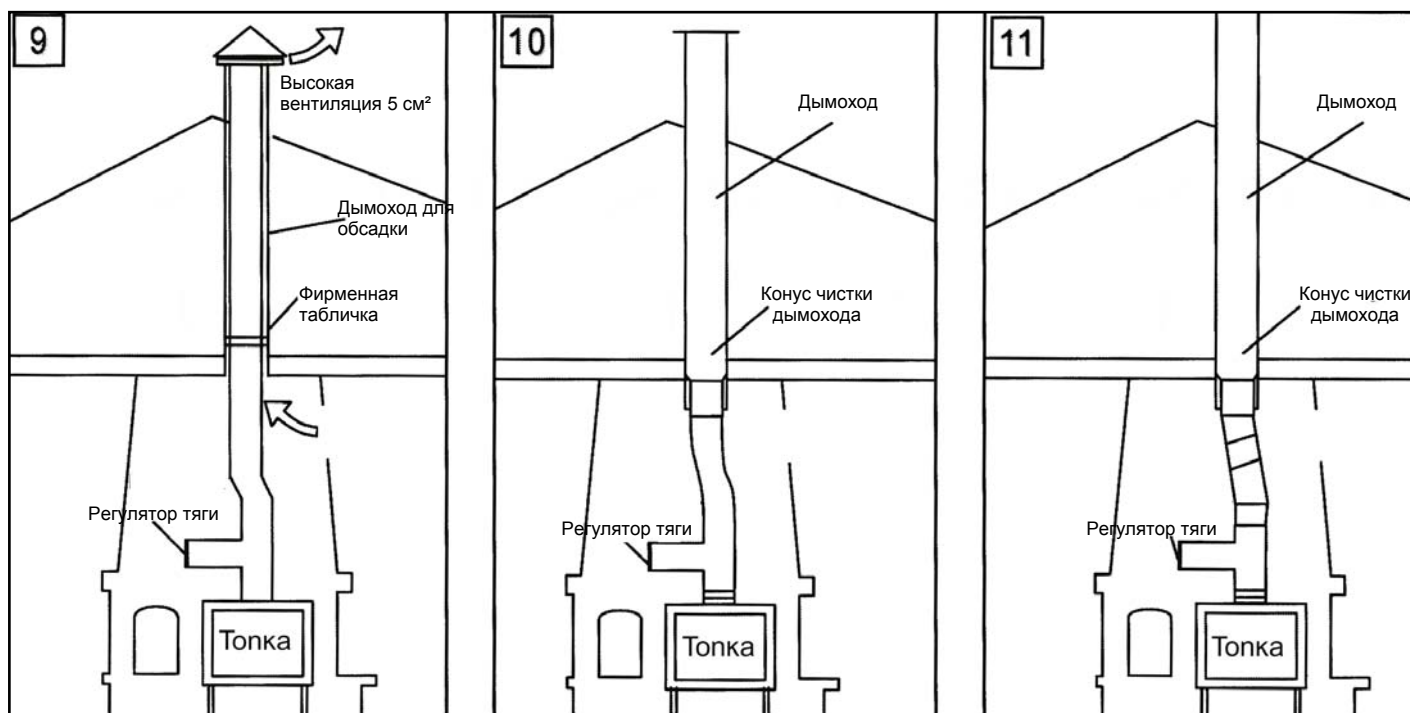 9
Высокая
вентиляция 5 см²
Дымоход для
обсадки
Фирменная
табличка
Регулятор тяги
Топка
10
Дымоход
Конус чистки
дымохода
Регулятор тяги
Топка
11
Дымоход
Конус чистки
дымохода
Регулятор тяги
Топка